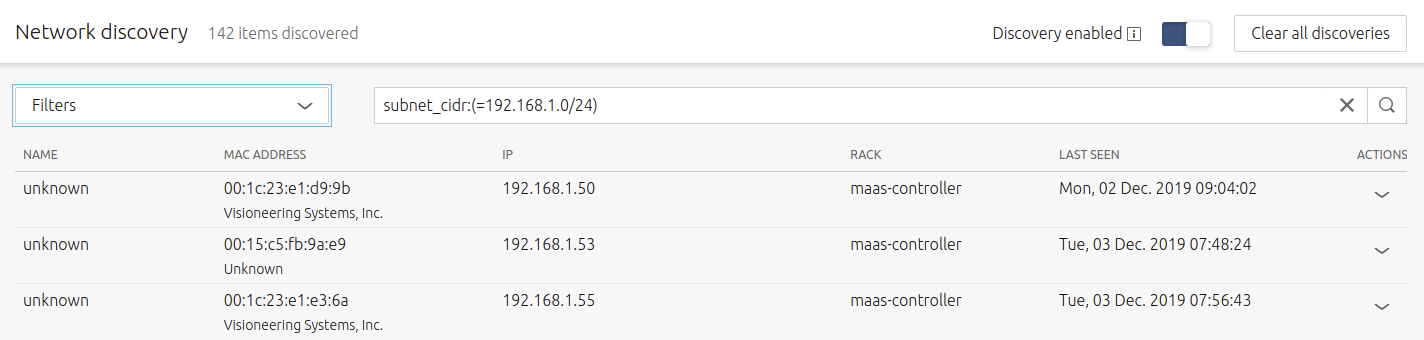 Network discovery 142 items discovered Discovery enabled Clear all discoveries
Filters subnet_cidr:(=192.168.1.0/24)
NAME MAC ADDRESS IP RACK LAST SEEN ACTIONS
unknown 00:1c:23:e1:d9:9b 192.168.1.50 maas-controller Mon, 02 Dec. 2019 09:04:02
Visioneering Systems, Inc.
unknown 00:15:c5:fb:9a:e9 192.168.1.53 maas-controller Tue, 03 Dec. 2019 07:48:24
Unknown
unknown 00:1c:23:e1:e3:6a 192.168.1.55 maas-controller Tue, 03 Dec. 2019 07:56:43
Visioneering Systems, Inc.